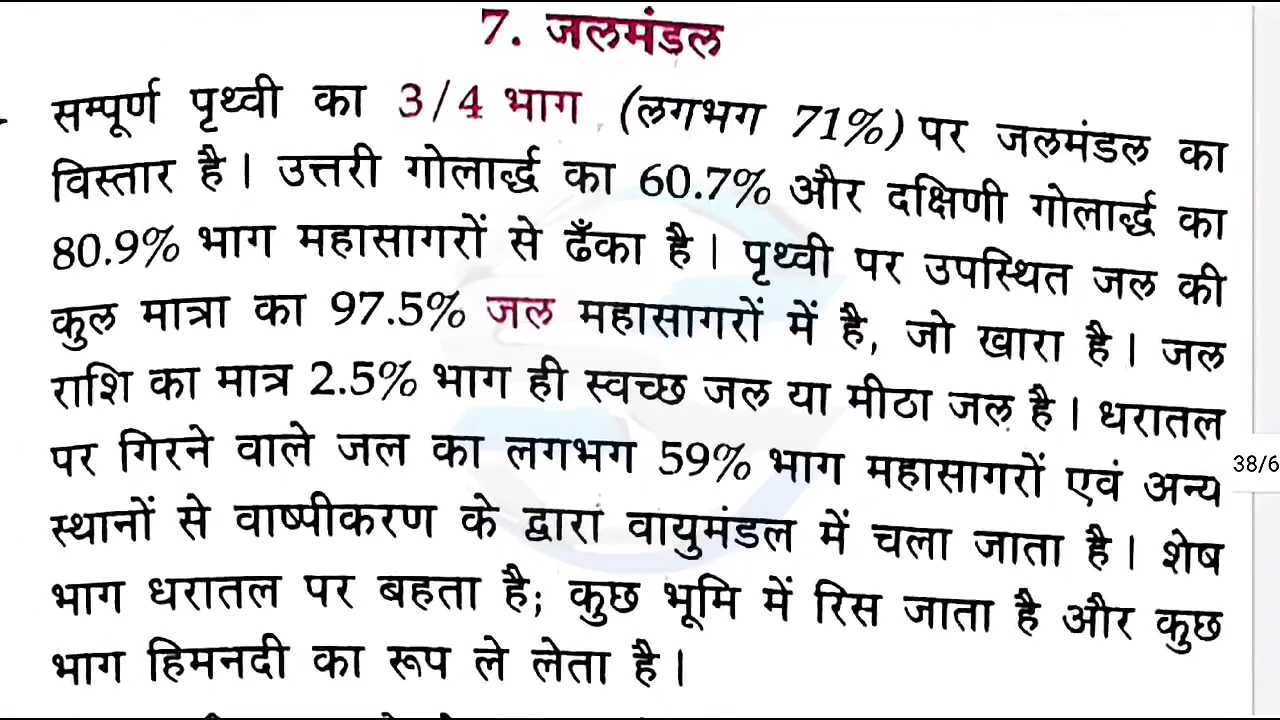 7. जलमंडल
सम्पूर्ण पृथ्वी का 3/4 भाग (लगभग 71%) पर जलमंडल का
विस्तार है। उत्तरी गोलार्द्ध का 60.7% और दक्षिणी गोलार्द्ध का
80.9% भाग महासागरों से ढँका है। पृथ्वी पर उपस्थित जल की
कुल मात्रा का 97.5% जल महासागरों में है, जो खारा है। जल
राशि का मात्र 2.5% भाग ही स्वच्छ जल या मीठा जल है। धरातल
पर गिरने वाले जल का लगभग 59% भाग महासागरों एवं अन्य
38/6
स्थानों से वाष्पीकरण के द्वारा वायुमंडल में चला जाता है। शेष
भाग धरातल पर बहता है; कुछ भूमि में रिस जाता है और कुछ
भाग हिमनदी का रूप ले लेता है।